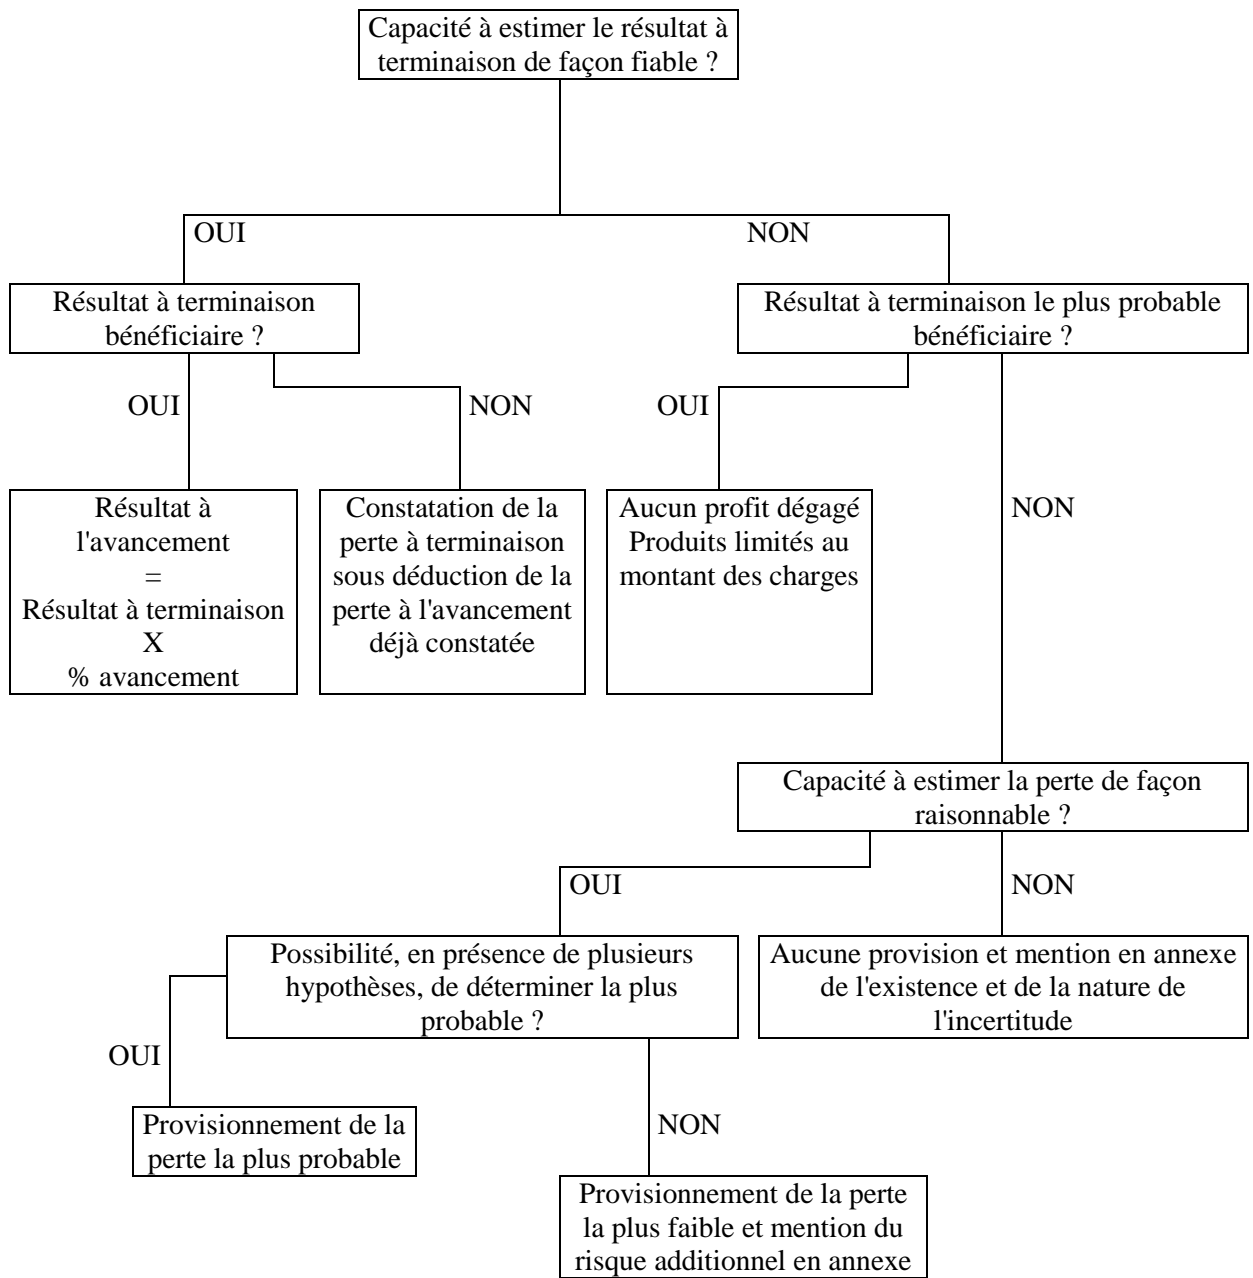 Capacité à estimer le résultat à
terminaison de façon fiable ?
OUI
NON
Résultat à terminaison
bénéficiaire ?
Résultat à terminaison le plus probable
bénéficiaire ?
OUI
NON
OUI
NON
Résultat à
l'avancement
=
Résultat à terminaison
X
% avancement
Constatation de la
perte à terminaison
sous déduction de la
perte à l'avancement
déjà constatée
Aucun profit dégagé
Produits limités au
montant des charges
Capacité à estimer la perte de façon
raisonnable ?
OUI
NON
Possibilité, en présence de plusieurs
hypothèses, de déterminer la plus
probable ?
Aucune provision et mention en annexe
de l'existence et de la nature de
l'incertitude
OUI
NON
Provisionnement de la
perte la plus probable
Provisionnement de la perte
la plus faible et mention du
risque additionnel en annexe